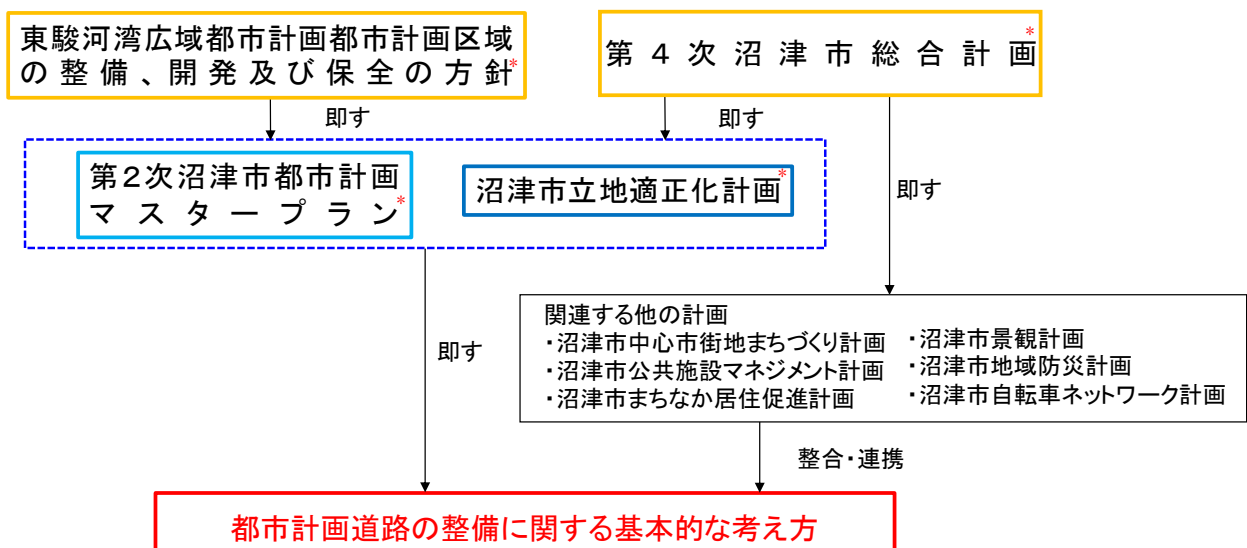 東駿河湾広域都市計画都市計画区域
の整備、開発及び保全の方針*
第4次沼津市総合計画*
即す
即す
第2次沼津市都市計画
マスタープラン*
沼津市立地適正化計画*
即す
関連する他の計画
・沼津市中心市街地まちづくり計画
・沼津市公共施設マネジメント計画
・沼津市まちなか居住促進計画
・沼津市景観計画
・沼津市地域防災計画
・沼津市自転車ネットワーク計画
即す
整合・連携
都市計画道路の整備に関する基本的な考え方